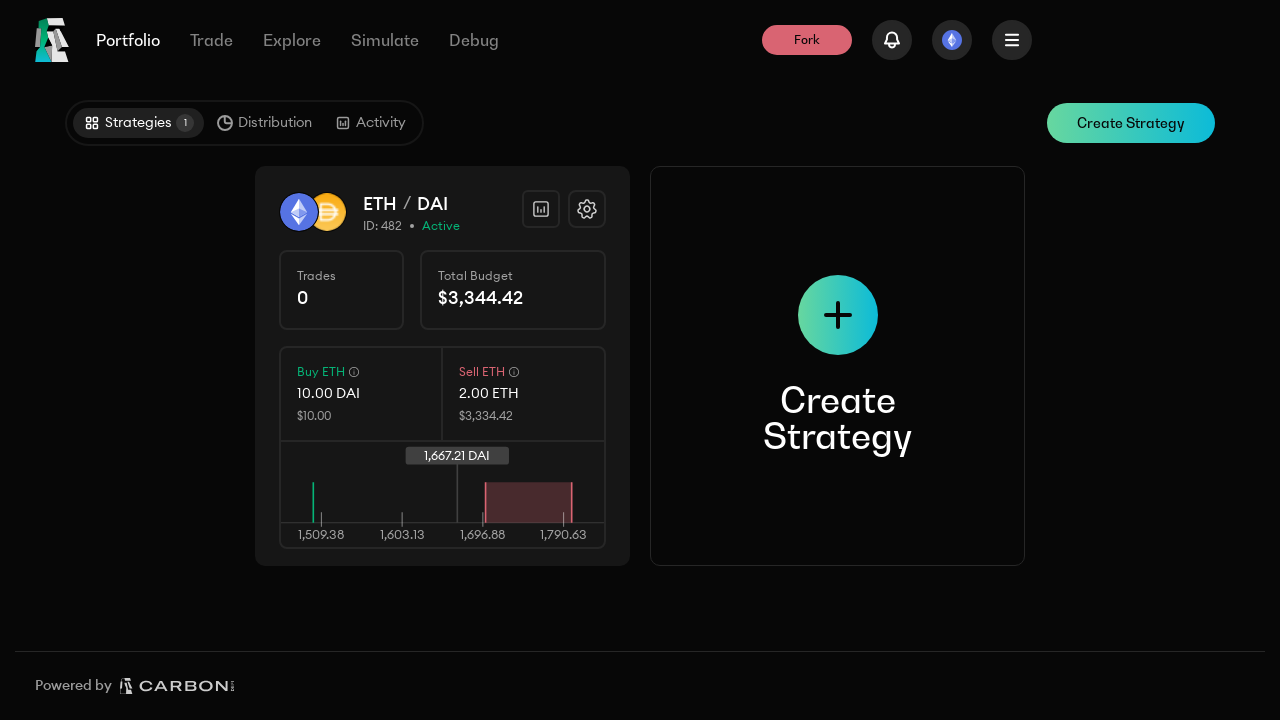 Portfolio
Trade
Explore
Simulate
Debug
Fork
Strategies 1
Distribution
Activity
Create Strategy
ETH / DAI
ID: 482 • Active
Trades
0
Total Budget
$3,344.42
Buy ETH
10.00 DAI
$10.00
Sell ETH
2.00 ETH
$3,334.42
1,667.21 DAI
1,509.38
1,603.13
1,696.88
1,790.63
Create
Strategy
Powered by CARBON